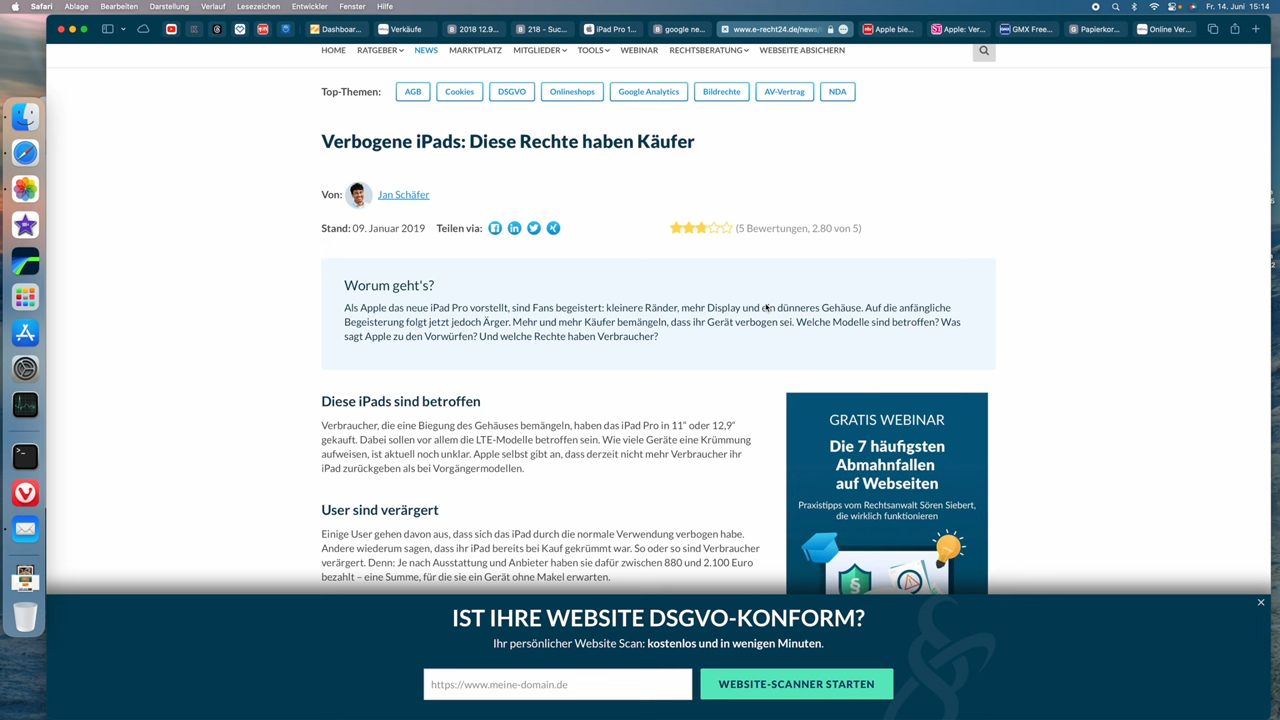 Safari Ablage Bearbeiten Darstellung Verlauf Lesezeichen Entwickler Fenster Hilfe Fr. 14. Juni 15:14
Dashboa... Verkäufe 2018 12.9... 218 - Suc... iPad Pro 1... google ne... www.e-recht24.de/news/ Apple bie... Apple: Ver... GMX Free... Papierkor... Online Ver...
HOME RATGEBER NEWS MARKTPLATZ MITGLIEDER TOOLS WEBINAR RECHTSBERATUNG WEBSEITE ABSICHERN
Top-Themen: AGB Cookies DSGVO Onlineshops Google Analytics Bildrechte AV-Vertrag NDA
Verbogene iPads: Diese Rechte haben Käufer
Von: Jan Schäfer
Stand: 09. Januar 2019 Teilen via: (5 Bewertungen, 2.80 von 5)
Worum geht's?
Als Apple das neue iPad Pro vorstellt, sind Fans begeistert: kleinere Ränder, mehr Display und ein dünneres Gehäuse. Auf die anfängliche
Begeisterung folgt jetzt jedoch Ärger. Mehr und mehr Käufer bemängeln, dass ihr Gerät verbogen sei. Welche Modelle sind betroffen? Was
sagt Apple zu den Vorwürfen? Und welche Rechte haben Verbraucher?
Diese iPads sind betroffen
Verbraucher, die eine Biegung des Gehäuses bemängeln, haben das iPad Pro in 11“ oder 12,9“
gekauft. Dabei sollen vor allem die LTE-Modelle betroffen sein. Wie viele Geräte eine Krümmung
aufweisen, ist aktuell noch unklar. Apple selbst gibt an, dass derzeit nicht mehr Verbraucher ihr
iPad zurückgeben als bei Vorgängermodellen.
User sind verärgert
Einige User gehen davon aus, dass sich das iPad durch die normale Verwendung verbogen habe.
Andere wiederum sagen, dass ihr iPad bereits bei Kauf gekrümmt war. So oder so sind Verbraucher
verärgert. Denn: Je nach Ausstattung und Anbieter haben sie dafür zwischen 880 und 2.100 Euro
bezahlt – eine Summe, für die sie ein Gerät ohne Makel erwarten.
GRATIS WEBINAR
Die 7 häufigsten
Abmahnfallen
auf Webseiten
Praxistipps vom Rechtsanwalt Sören Siebert,
die wirklich funktionieren
IST IHRE WEBSITE DSGVO-KONFORM?
Ihr persönlicher Website Scan: kostenlos und in wenigen Minuten.
https://www.meine-domain.de WEBSITE-SCANNER STARTEN